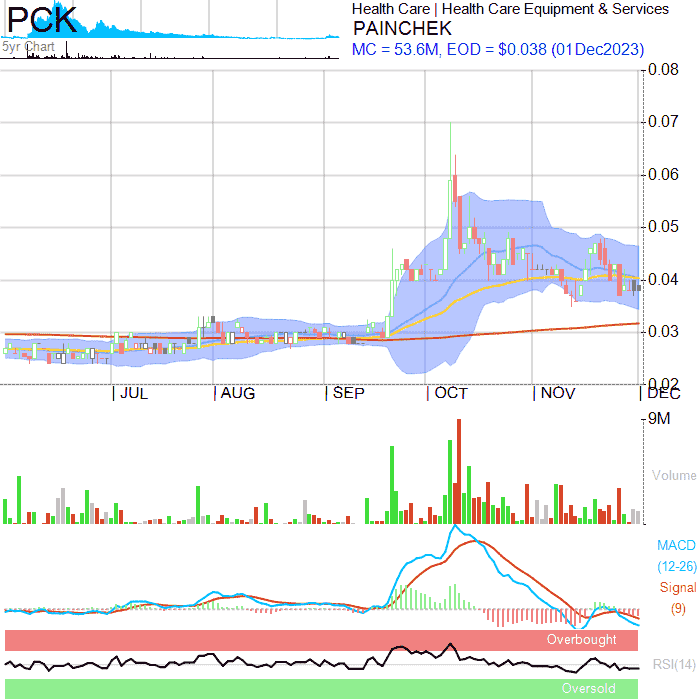 PCK
Health Care | Health Care Equipment & Services
PAINCHEK
5yr Chart
MC = 53.6M, EOD = $0.038 (01Dec2023)
0.08
0.07
0.06
0.05
0.04
0.03
0.02
| JUL | AUG | SEP | OCT | NOV | DEC
9M
Volume
MACD
(12-26)
Signal
(9)
Overbought
RSI(14)
Oversold